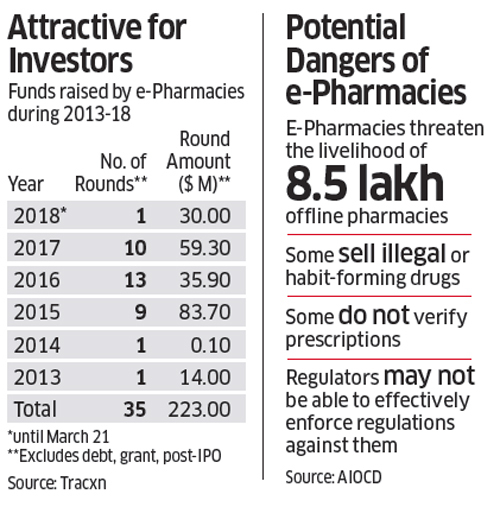 Attractive for
Investors
Funds raised by e-Pharmacies
during 2013-18
Round
No. of Amount
Year Rounds** ($ M)**
2018* 1 30.00
2017 10 59.30
2016 13 35.90
2015 9 83.70
2014 1 0.10
2013 1 14.00
Total 35 223.00
*until March 21
**Excludes debt, grant, post-IPO
Source: Tracxn
Potential
Dangers of
e-Pharmacies
E-Pharmacies threaten
the livelihood of
8.5 lakh
offline pharmacies
Some sell illegal or
habit-forming drugs
Some do not verify
prescriptions
Regulators may not
be able to effectively
enforce regulations
against them
Source: AIOCD